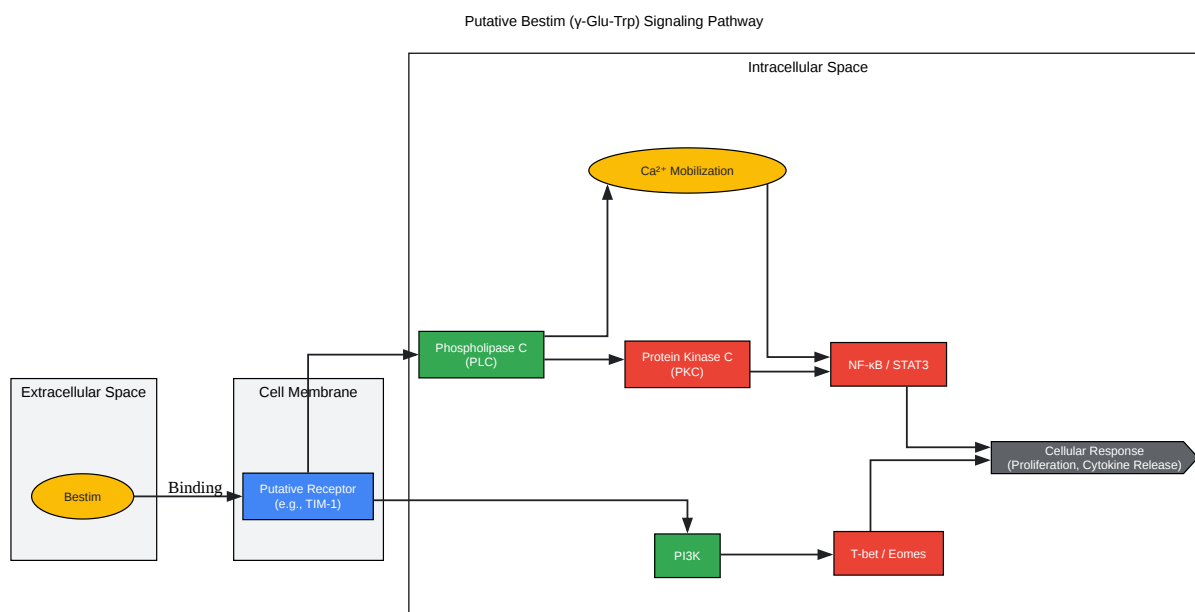 Putative Bestim (γ-Glu-Trp) Signaling Pathway
Intracellular Space
Ca²⁺ Mobilization
Phospholipase C
(PLC)
Protein Kinase C
(PKC)
NF-κB / STAT3
Extracellular Space
Cell Membrane
Cellular Response
(Proliferation, Cytokine Release)
Bestim
Binding
Putative Receptor
(e.g., TIM-1)
PI3K
T-bet / Eomes